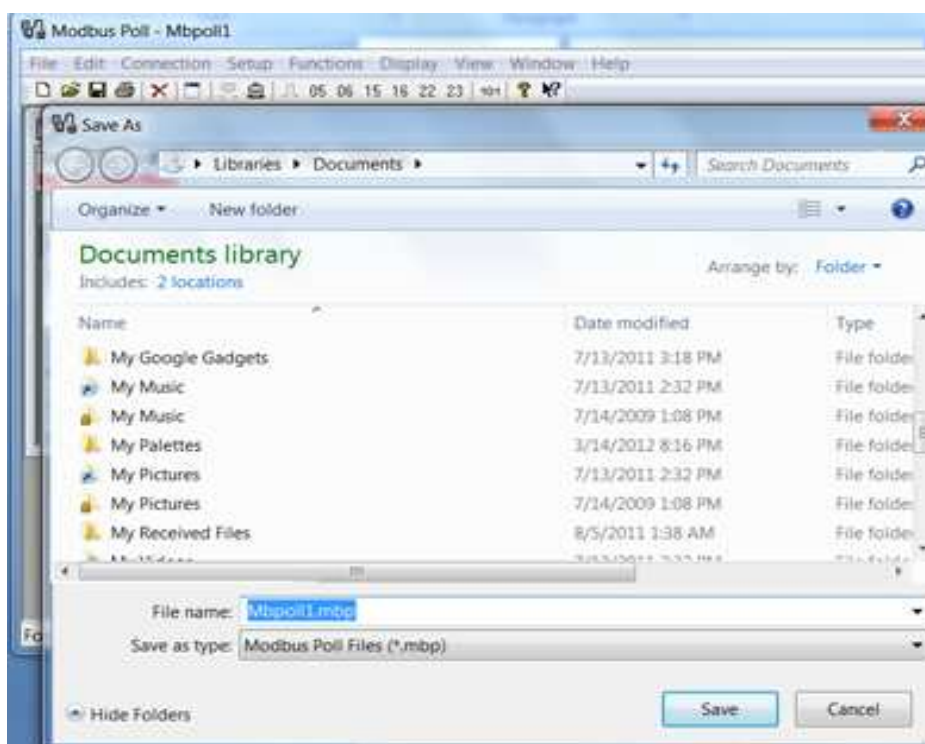 Modbus Poll - Mbpoll1
File Edit Connection Setup Functions Display View Window Help
05 06 15 16 22 23
Save As
Libraries Documents
Search Documents
Organize
New folder
Documents library
Includes: 2 locations
Arrange by: Folder
Name Date modified Type
My Google Gadgets 7/13/2011 3:18 PM File folder
My Music 7/13/2011 2:32 PM File folder
My Music 7/14/2009 1:08 PM File folder
My Palettes 3/14/2012 8:16 PM File folder
My Pictures 7/13/2011 2:32 PM File folder
My Pictures 7/14/2009 1:08 PM File folder
My Received Files 8/5/2011 1:38 AM File folder
File name: Mbpoll1.mbp
Fo
Save as type: Modbus Poll Files (*.mbp)
Hide Folders
Save
Cancel